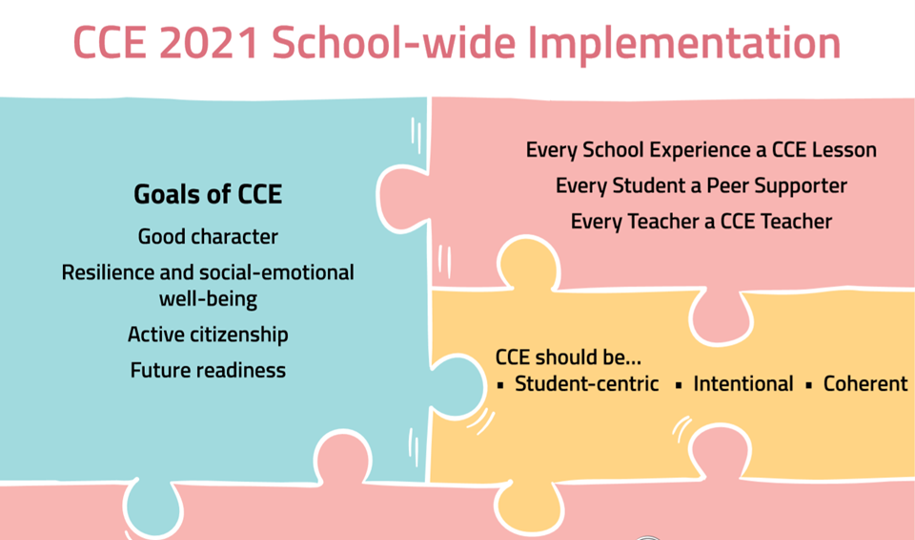 CCE 2021 School-wide Implementation
Goals of CCE
Good character
Resilience and social-emotional
well-being
Active citizenship
Future readiness
Every School Experience a CCE Lesson
Every Student a Peer Supporter
Every Teacher a CCE Teacher
CCE should be...
▪ Student-centric ▪ Intentional ▪ Coherent